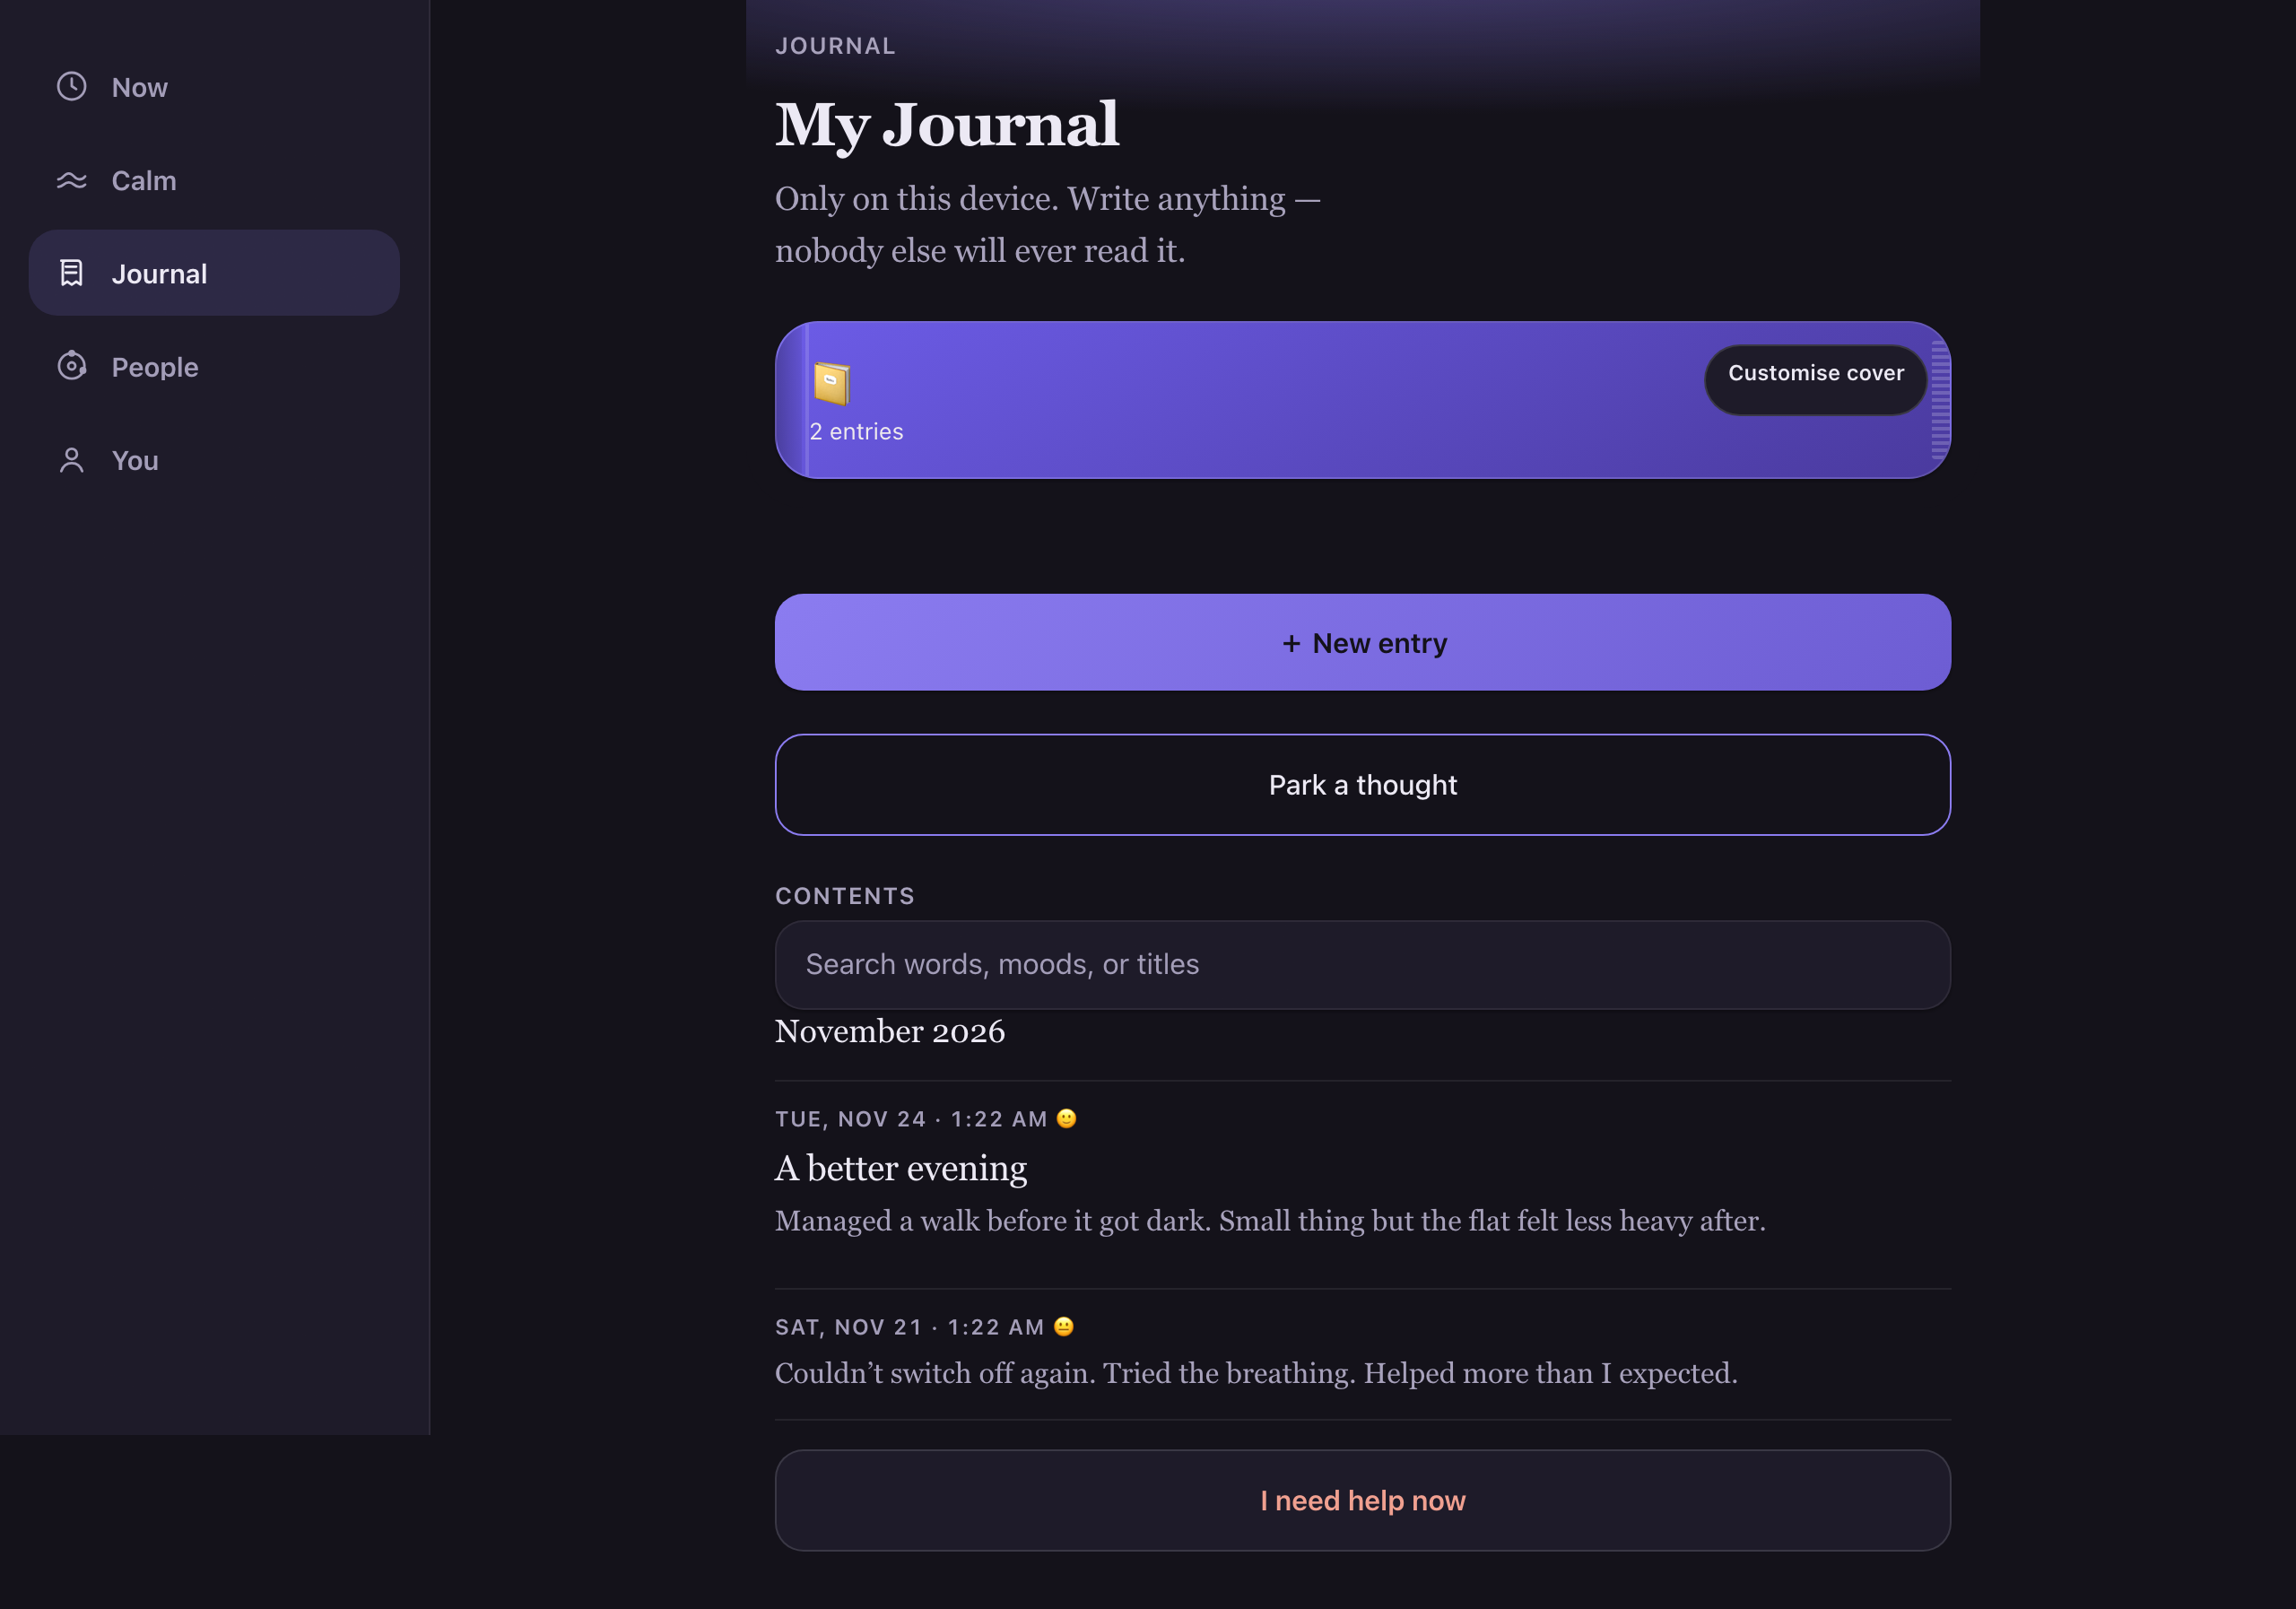 Now
Calm
Journal
People
You
JOURNAL
My Journal
Only on this device. Write anything —
nobody else will ever read it.
Customise cover
2 entries
+ New entry
Park a thought
CONTENTS
Search words, moods, or titles
November 2026
TUE, NOV 24 · 1:22 AM 🙂
A better evening
Managed a walk before it got dark. Small thing but the flat felt less heavy after.
SAT, NOV 21 · 1:22 AM 😐
Couldn’t switch off again. Tried the breathing. Helped more than I expected.
I need help now